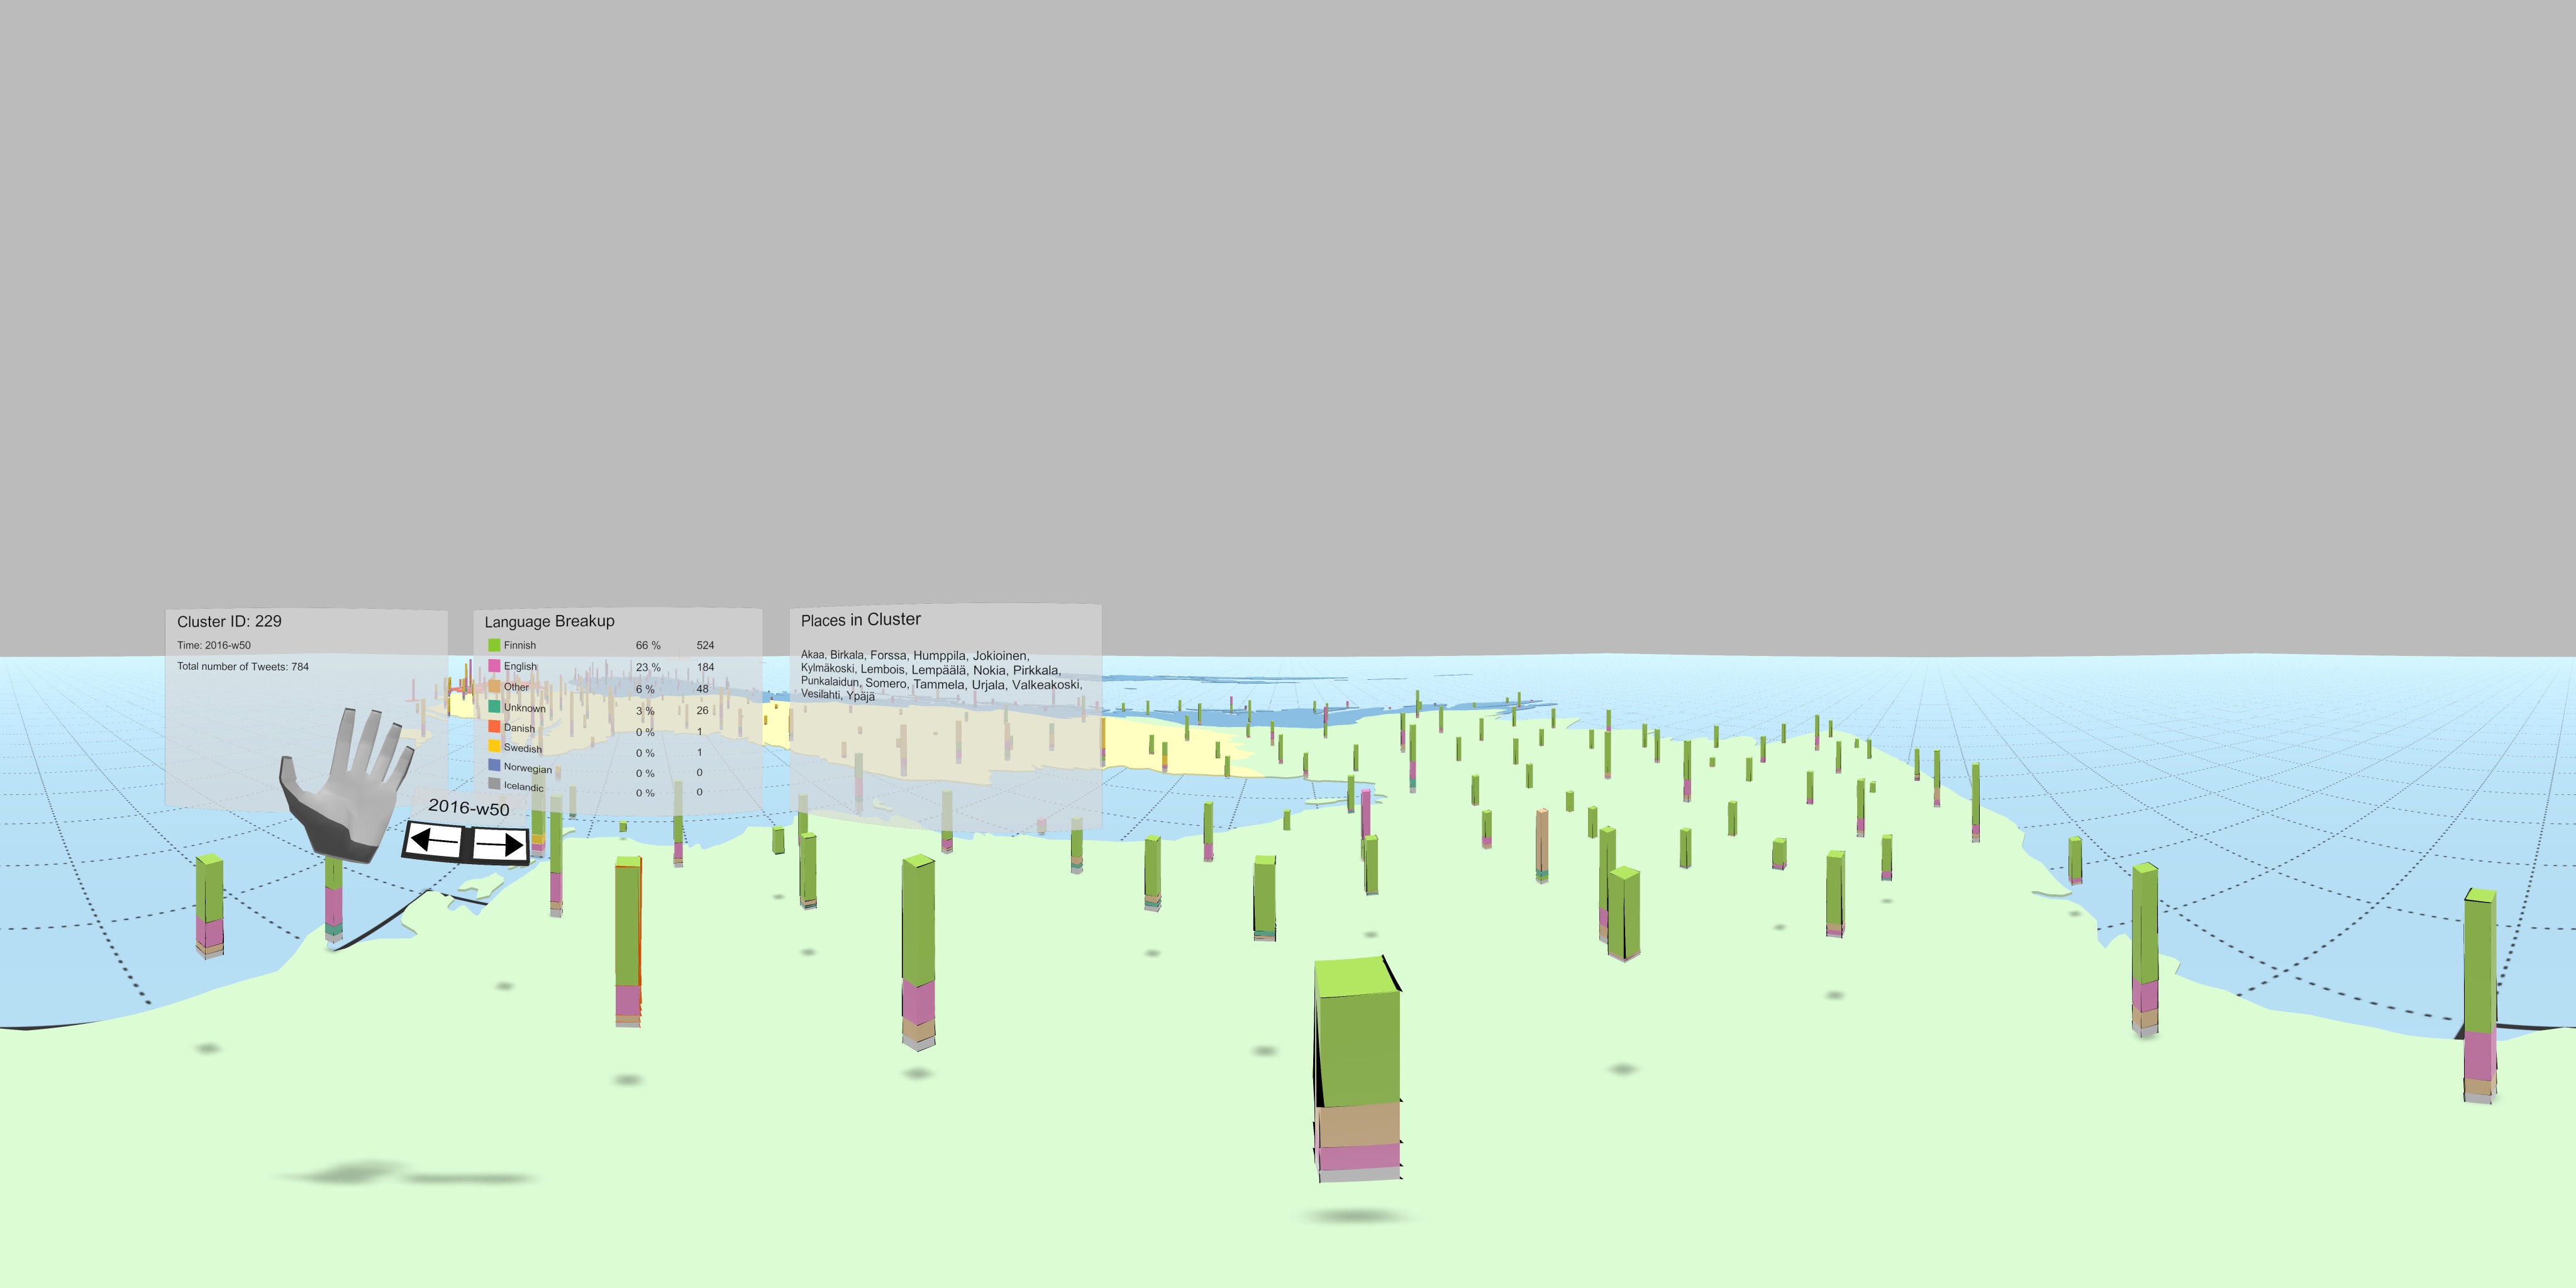 Cluster ID: 229
Time: 2016-w50
Total number of Tweets: 784
Language Breakup
Finnish 66 % 524
English 23 % 184
Other 6 % 48
Unknown 3 % 26
Danish 0 % 1
Swedish 0 % 1
Norwegian 0 % 0
Icelandic 0 % 0
Places in Cluster
Akaa, Birkala, Forssa, Humppila, Jokioinen,
Kylmäkoski, Lembois, Lempäälä, Nokia, Pirkkala,
Punkalaidun, Somero, Tammela, Urjala, Valkeakoski,
Vesilahti, Ypäjä
2016-w50